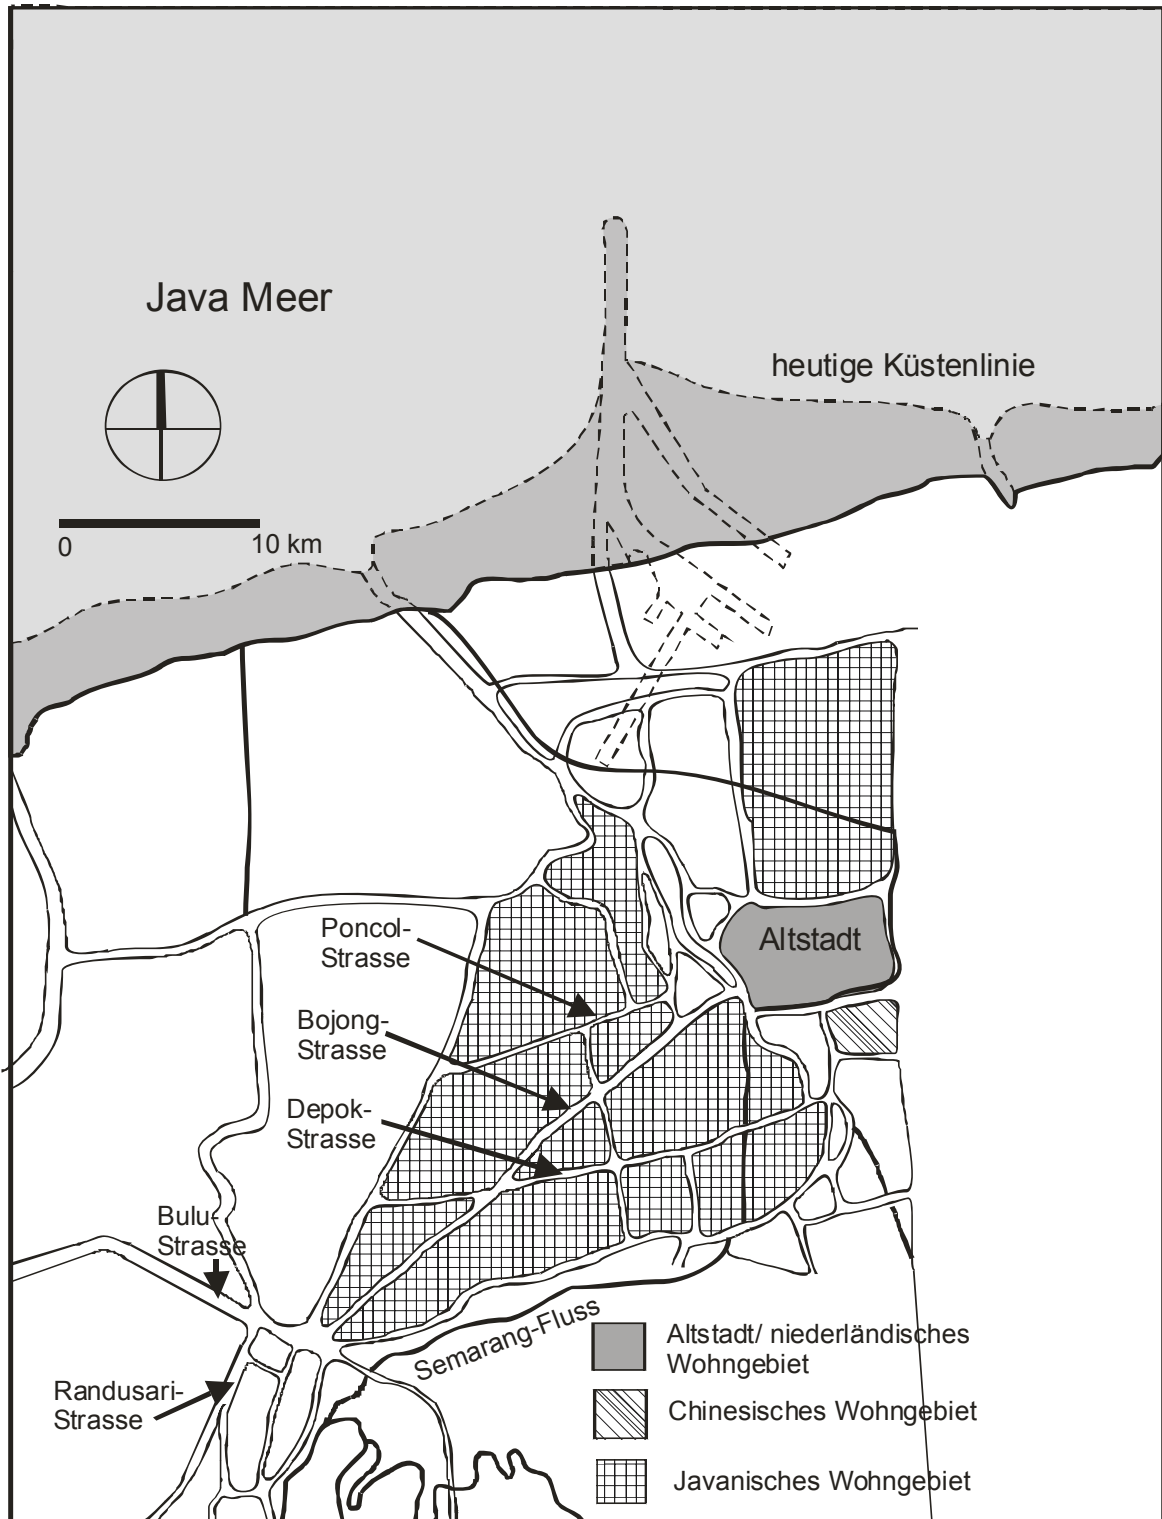 Java Meer
heutige Küstenlinie
0
10 km
Poncol-
Strasse
Altstadt
Bojong-
Strasse
Depok-
Strasse
Bulu-
Strasse
Semarang-Fluss
Randusari-
Strasse
Altstadt/ niederländisches
Wohngebiet
Chinesisches Wohngebiet
Javanisches Wohngebiet